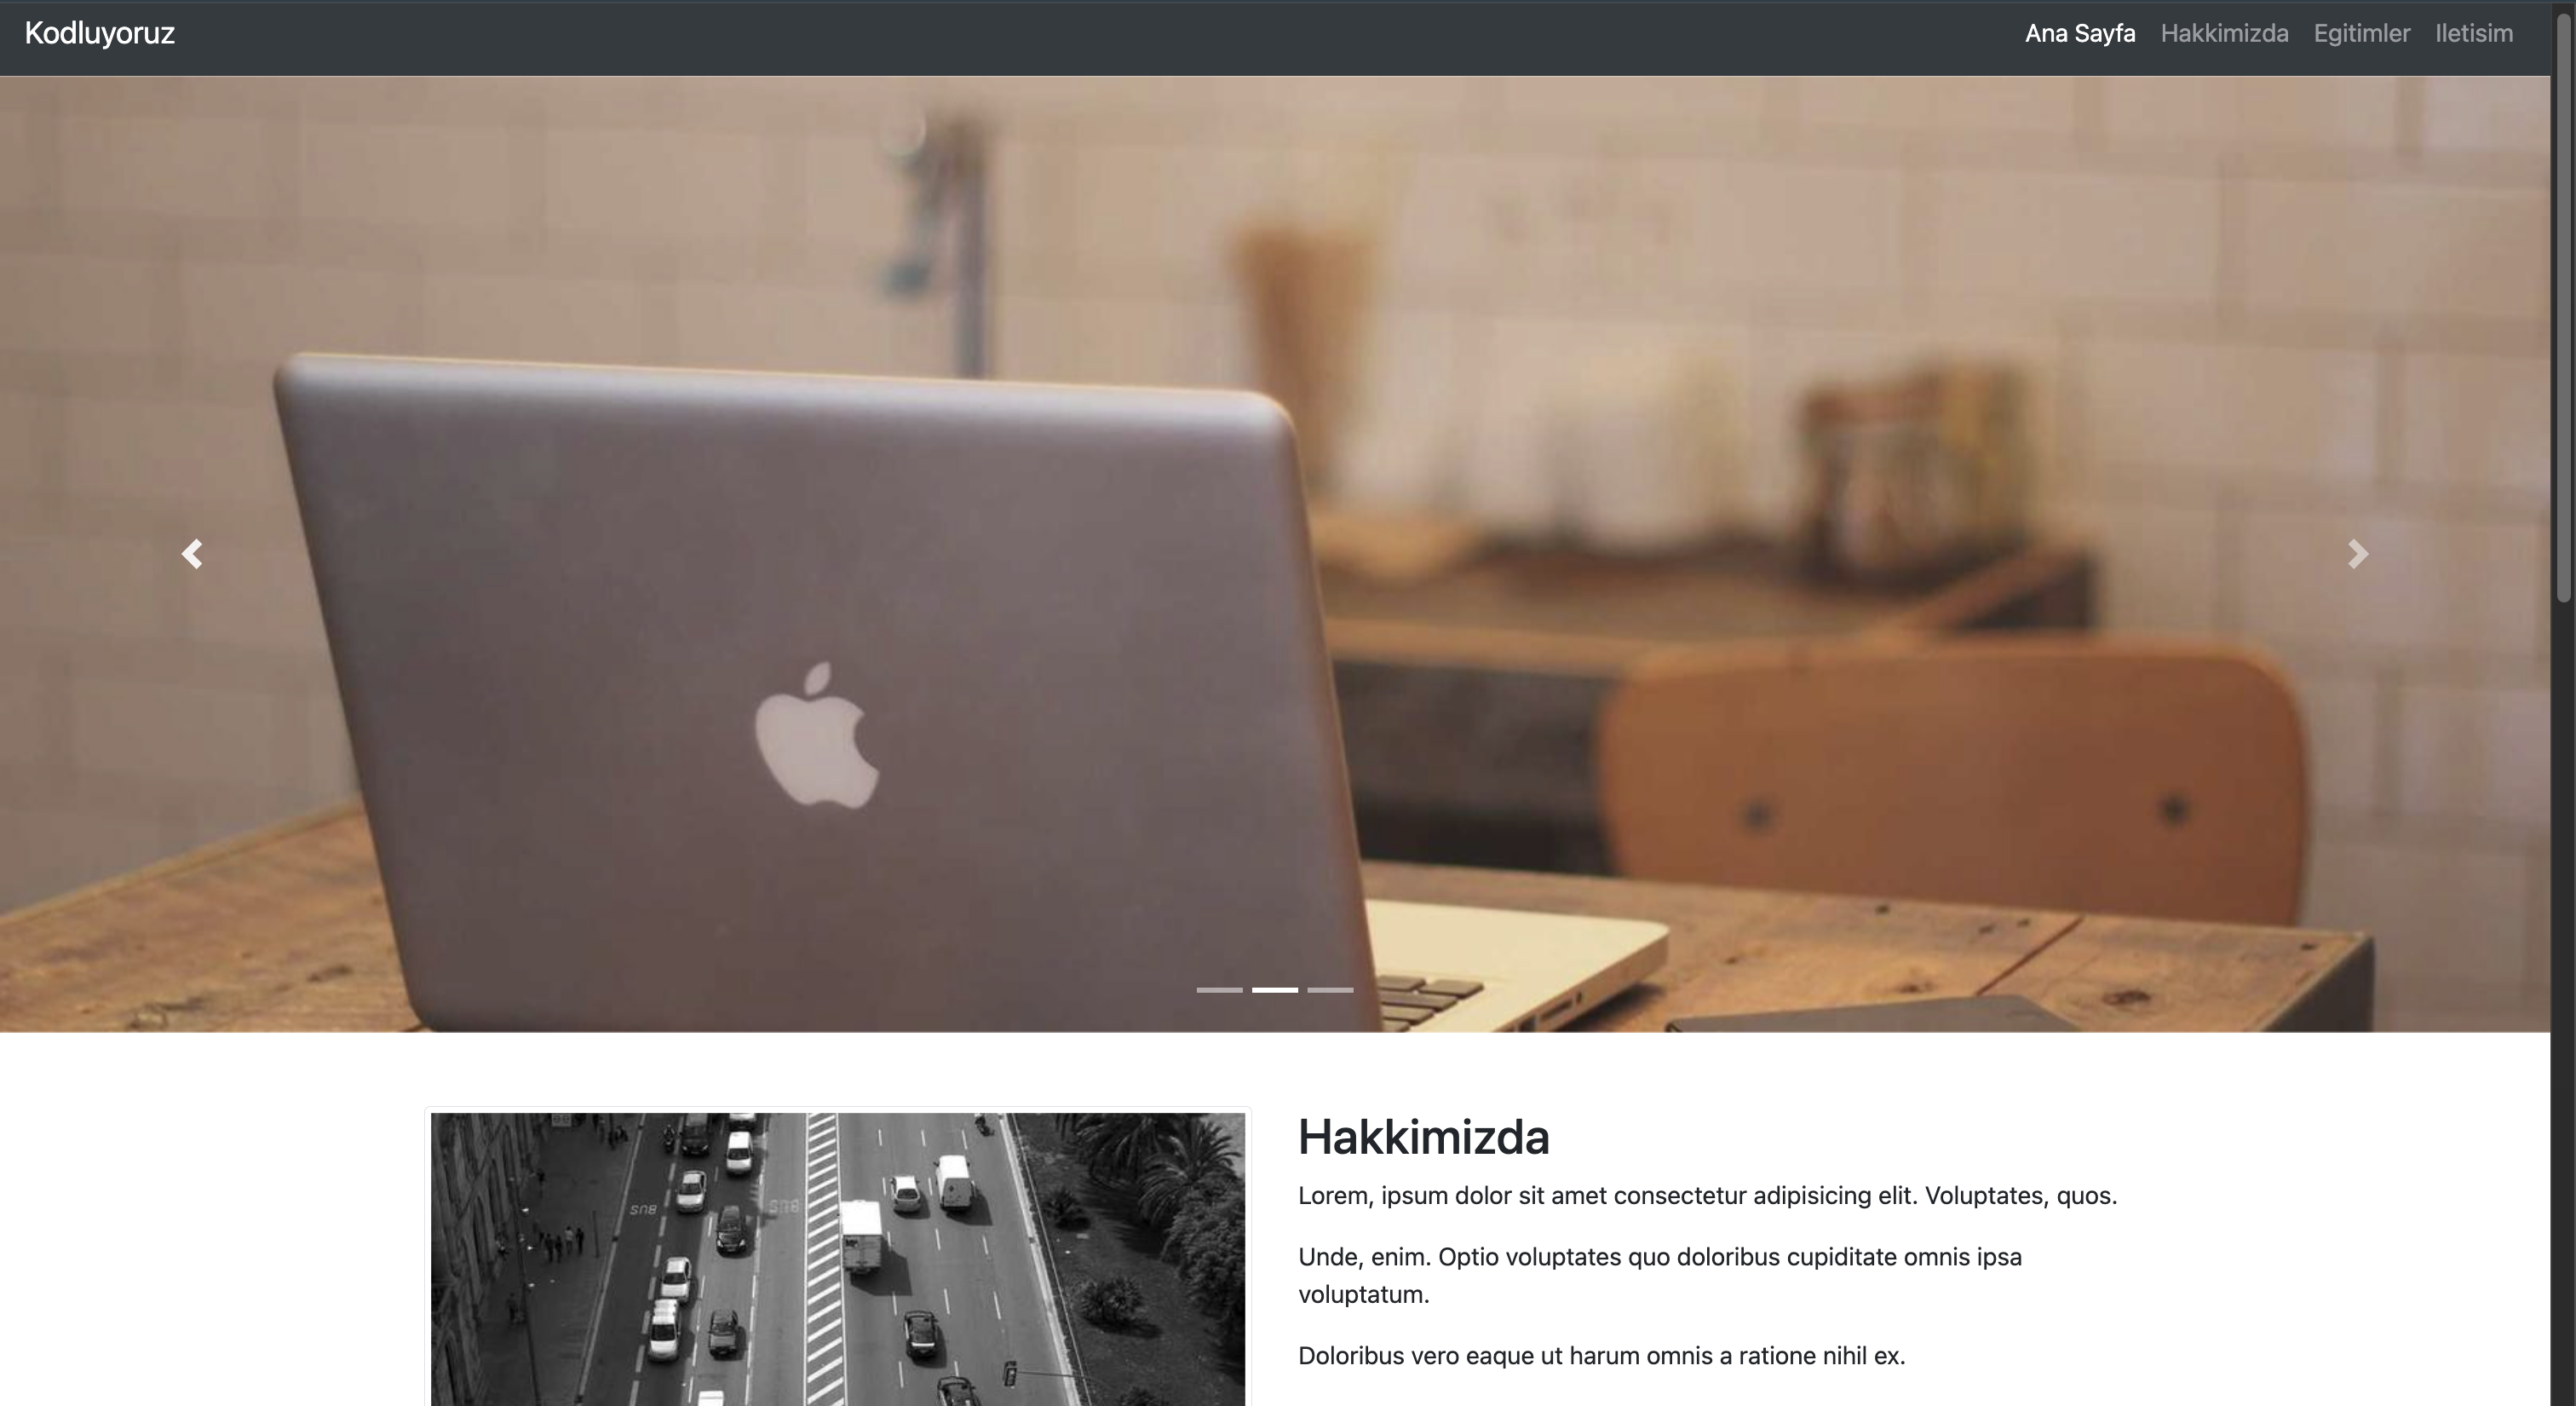 Kodluyoruz
Ana Sayfa Hakkimizda Egitimler Iletisim
BUS BUS
Hakkimizda
Lorem, ipsum dolor sit amet consectetur adipisicing elit. Voluptates, quos.
Unde, enim. Optio voluptates quo doloribus cupiditate omnis ipsa
voluptatum.
Doloribus vero eaque ut harum omnis a ratione nihil ex.